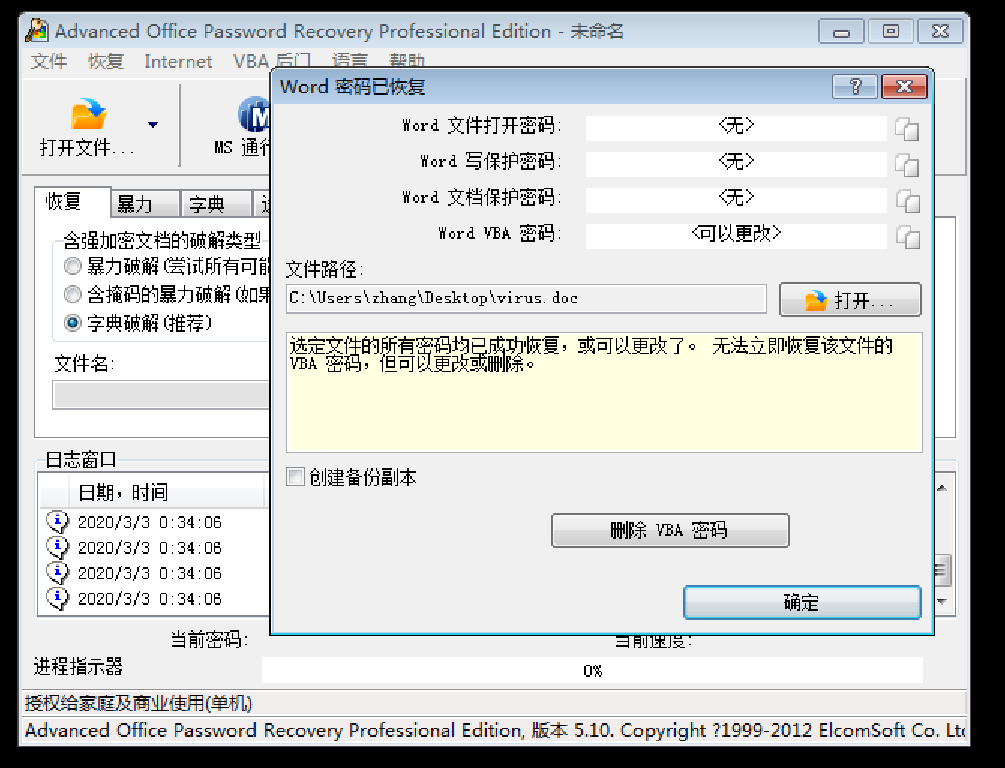 Advanced Office Password Recovery Professional Edition - 未命名
文件 恢复 Internet VBA 后门 语言 帮助
Word 密码已恢复
打开文件...
MS 通
Word 文件打开密码: <无>
Word 写保护密码: <无>
Word 文档保护密码: <无>
Word VBA 密码: <可以更改>
恢复 暴力 字典
含强加密文档的破解类型
暴力破解(尝试所有可能
含掩码的暴力破解(如果
字典破解(推荐)
文件名:
文件路径:
C:\Users\zhang\Desktop\virus.doc
打开...
选定文件的所有密码均已成功恢复，或可以更改了。 无法立即恢复该文件的
VBA 密码，但可以更改或删除。
创建备份副本
删除 VBA 密码
确定
日志窗口
日期，时间
2020/3/3 0:34:06
2020/3/3 0:34:06
2020/3/3 0:34:06
2020/3/3 0:34:06
当前密码: 当前速度:
进程指示器 0%
授权给家庭及商业使用(单机)
Advanced Office Password Recovery Professional Edition, 版本 5.10. Copyright ?1999-2012 ElcomSoft Co. Ltd